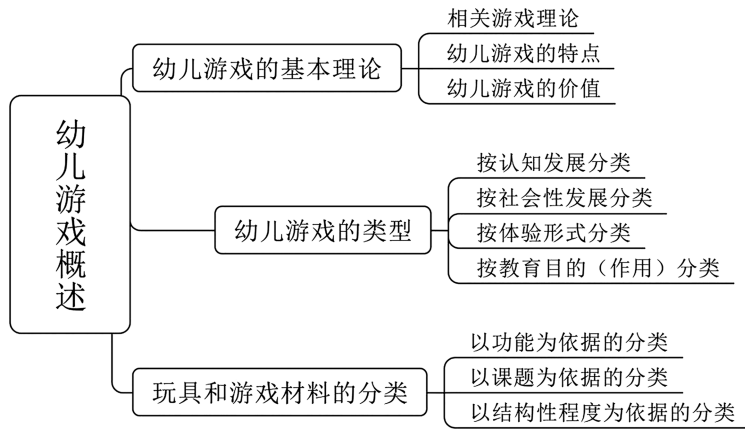 幼儿游戏概述
幼儿游戏的基本理论
相关游戏理论
幼儿游戏的特点
幼儿游戏的价值
幼儿游戏的类型
按认知发展分类
按社会性发展分类
按体验形式分类
按教育目的（作用）分类
玩具和游戏材料的分类
以功能为依据的分类
以课题为依据的分类
以结构性程度为依据的分类